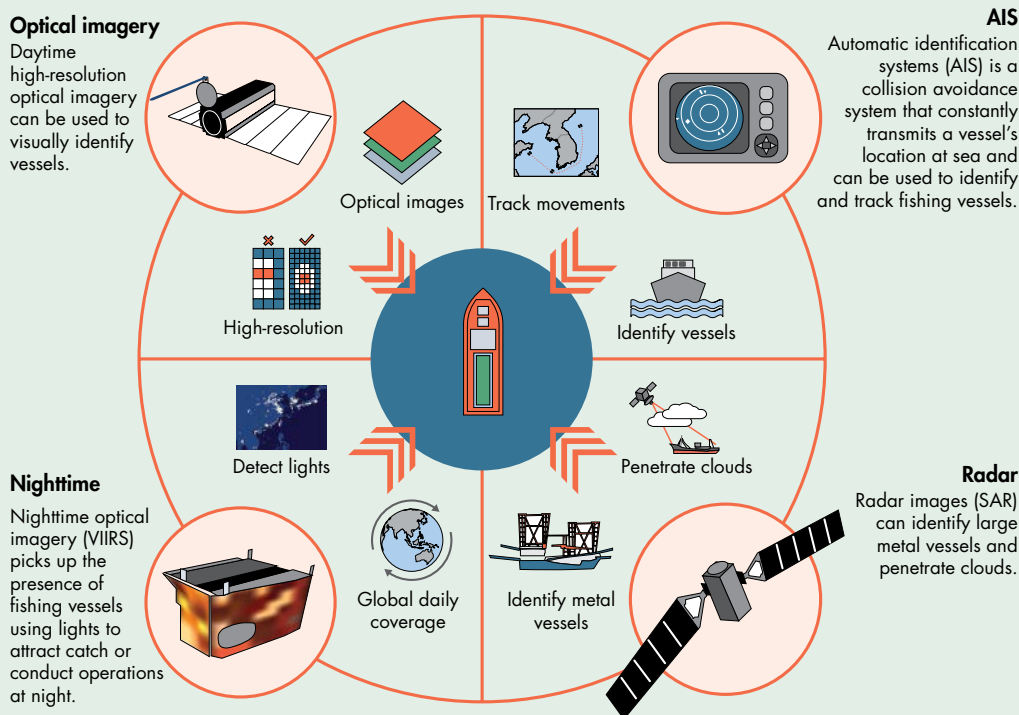 Optical imagery
Daytime
high-resolution
optical imagery
can be used to
visually identify
vessels.
AIS
Automatic identification
systems (AIS) is a
collision avoidance
system that constantly
transmits a vessel’s
location at sea and
can be used to identify
and track fishing vessels.
Optical images
Track movements
High-resolution
Identify vessels
Detect lights
Penetrate clouds
Nighttime
Nighttime optical
imagery (VIIRS)
picks up the
presence of
fishing vessels
using lights to
attract catch or
conduct operations
at night.
Global daily
coverage
Identify metal
vessels
Radar
Radar images (SAR)
can identify large
metal vessels and
penetrate clouds.